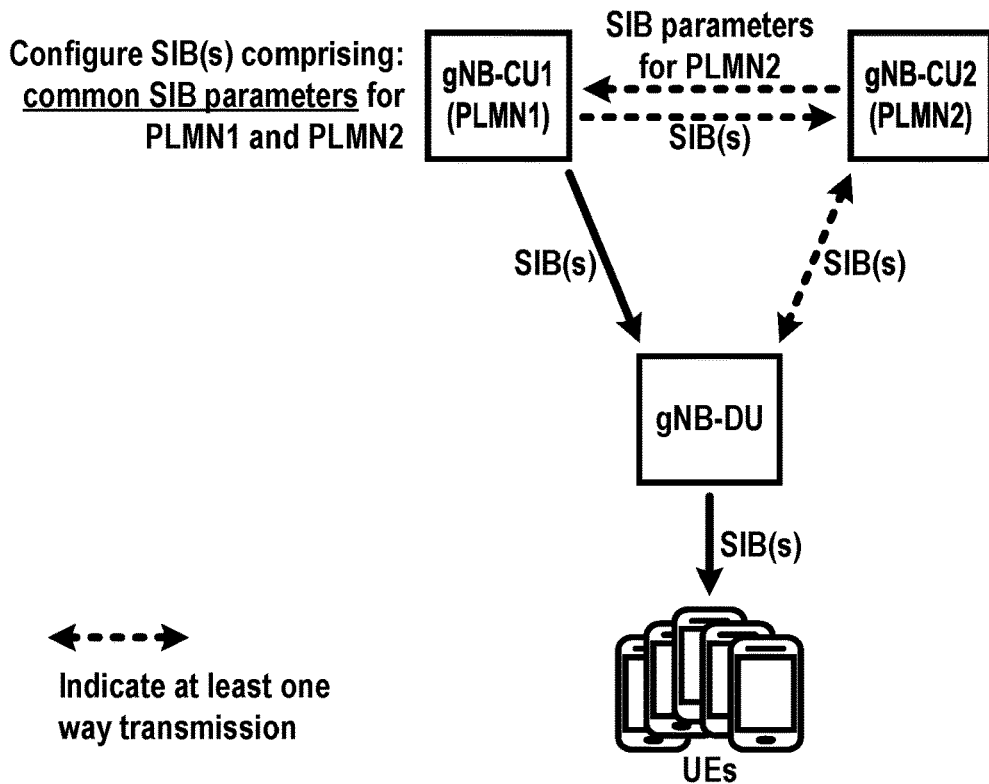 Configure SIB(s) comprising:
common SIB parameters for
PLMN1 and PLMN2
gNB-CU1
(PLMN1)
SIB parameters
for PLMN2
SIB(s)
gNB-CU2
(PLMN2)
SIB(s)
SIB(s)
gNB-DU
SIB(s)
Indicate at least one
way transmission
UEs